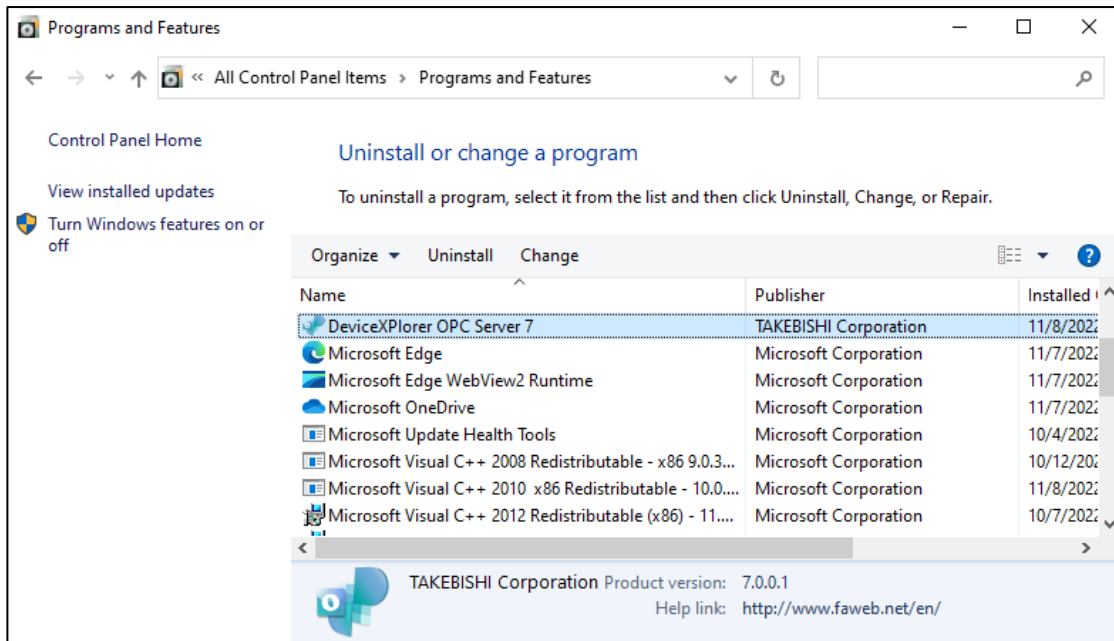 Programs and Features
« All Control Panel Items > Programs and Features
Control Panel Home
View installed updates
Turn Windows features on or
off
Uninstall or change a program
To uninstall a program, select it from the list and then click Uninstall, Change, or Repair.
Organize Uninstall Change
Name Publisher Installed
DeviceXPlorer OPC Server 7 TAKEBISHI Corporation 11/8/2022
Microsoft Edge Microsoft Corporation 11/7/2022
Microsoft Edge WebView2 Runtime Microsoft Corporation 11/7/2022
Microsoft OneDrive Microsoft Corporation 11/7/2022
Microsoft Update Health Tools Microsoft Corporation 10/4/2022
Microsoft Visual C++ 2008 Redistributable - x86 9.0.3... Microsoft Corporation 10/12/202
Microsoft Visual C++ 2010 x86 Redistributable - 10.0.... Microsoft Corporation 11/8/2022
Microsoft Visual C++ 2012 Redistributable (x86) - 11.... Microsoft Corporation 10/7/2022
TAKEBISHI Corporation Product version: 7.0.0.1
Help link: http://www.faweb.net/en/